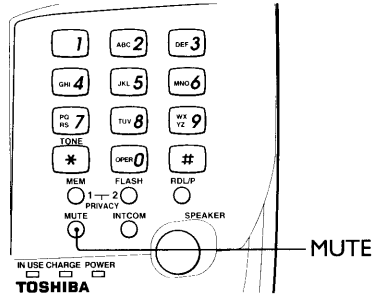 1 ABC 2 DEF 3
GHI 4 JKL 5 MNO 6
PQ RS 7 TUV 8 WX YZ 9
TONE
* OPER 0 #
MEM FLASH RDL/P
1 2
PRIVACY
MUTE INTCOM SPEAKER
MUTE
IN USE CHARGE POWER
TOSHIBA